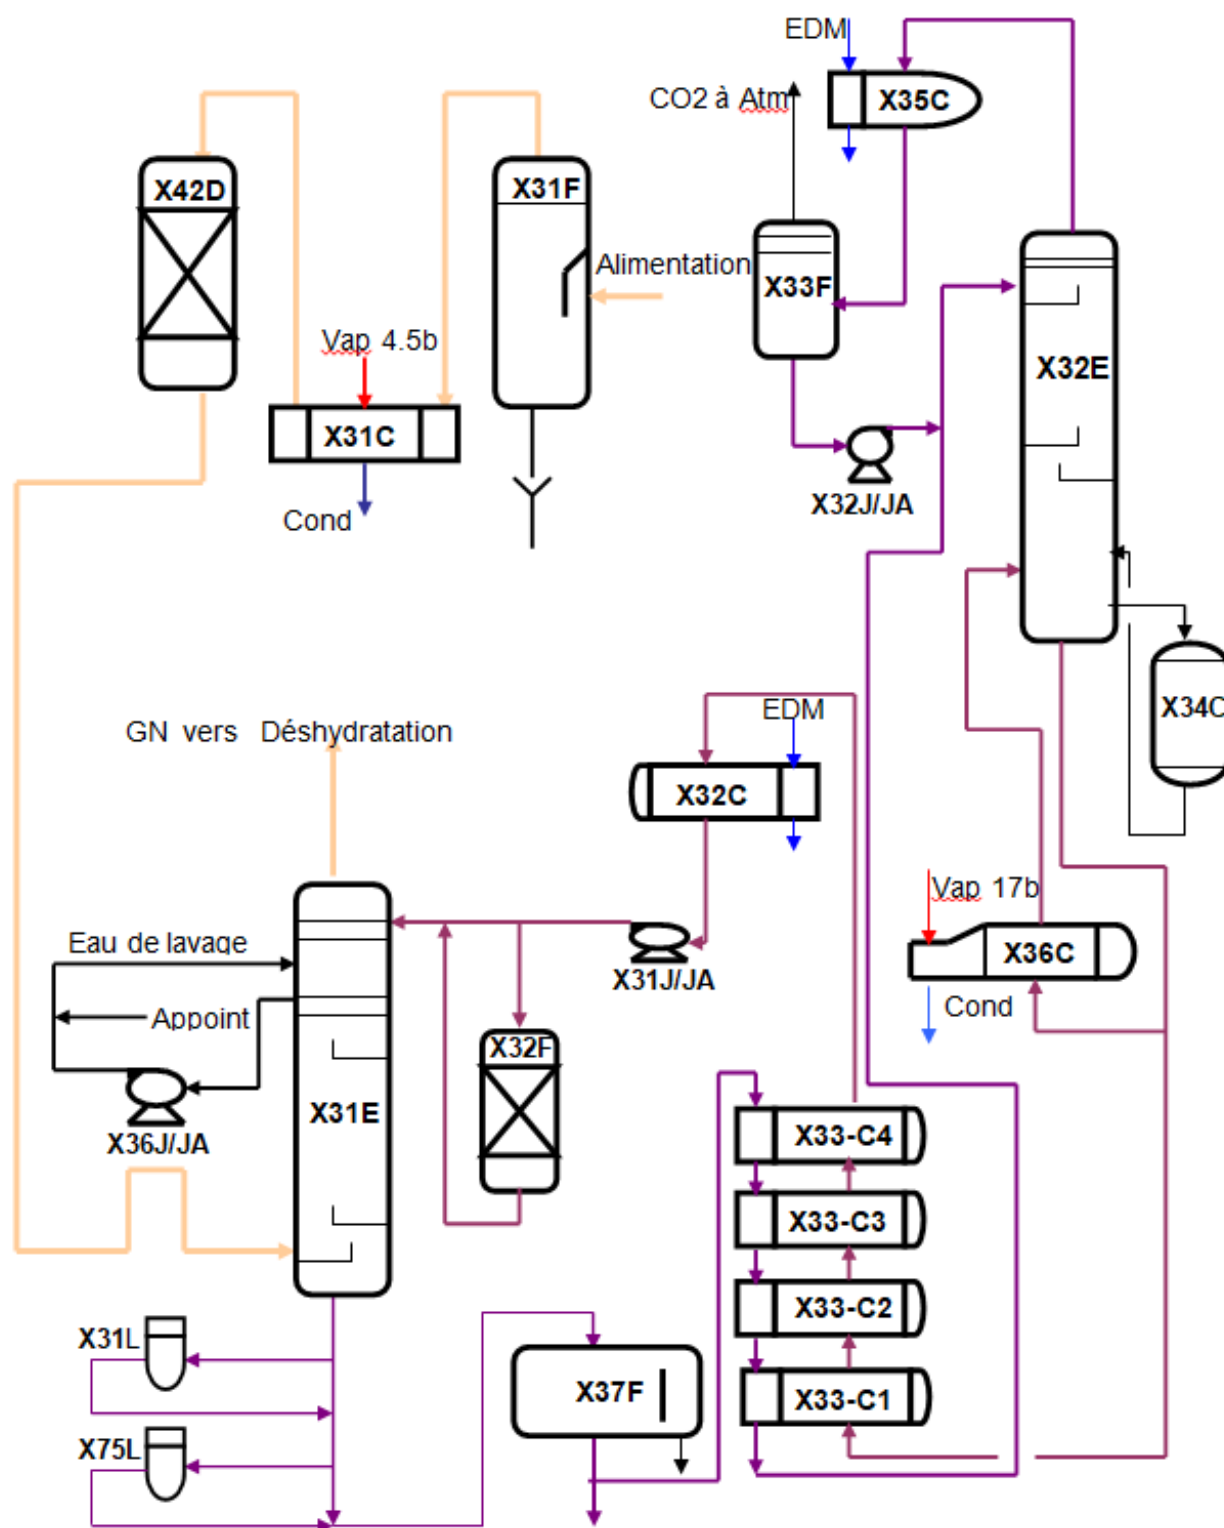 EDM
X35C
CO2 à Atm
X42D
X31F
X33F
Alimentation
X32E
Vap 4.5b
X31C
Cond
X32J/JA
GN vers Déshydratation
EDM
X34C
X32C
Vap 17b
Eau de lavage
X36C
X31J/JA
Appoint
Cond
X32F
X31E
X36J/JA
X33-C4
X33-C3
X33-C2
X31L
X37F
X33-C1
X75L